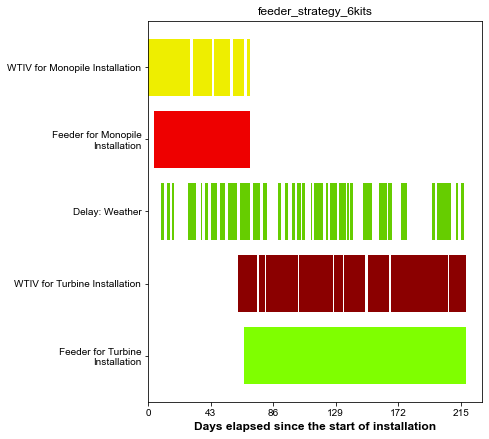 feeder_strategy_6kits
WTIV for Monopile Installation
Feeder for Monopile
Installation
Delay: Weather
WTIV for Turbine Installation
Feeder for Turbine
Installation
0 43 86 129 172 215
Days elapsed since the start of installation